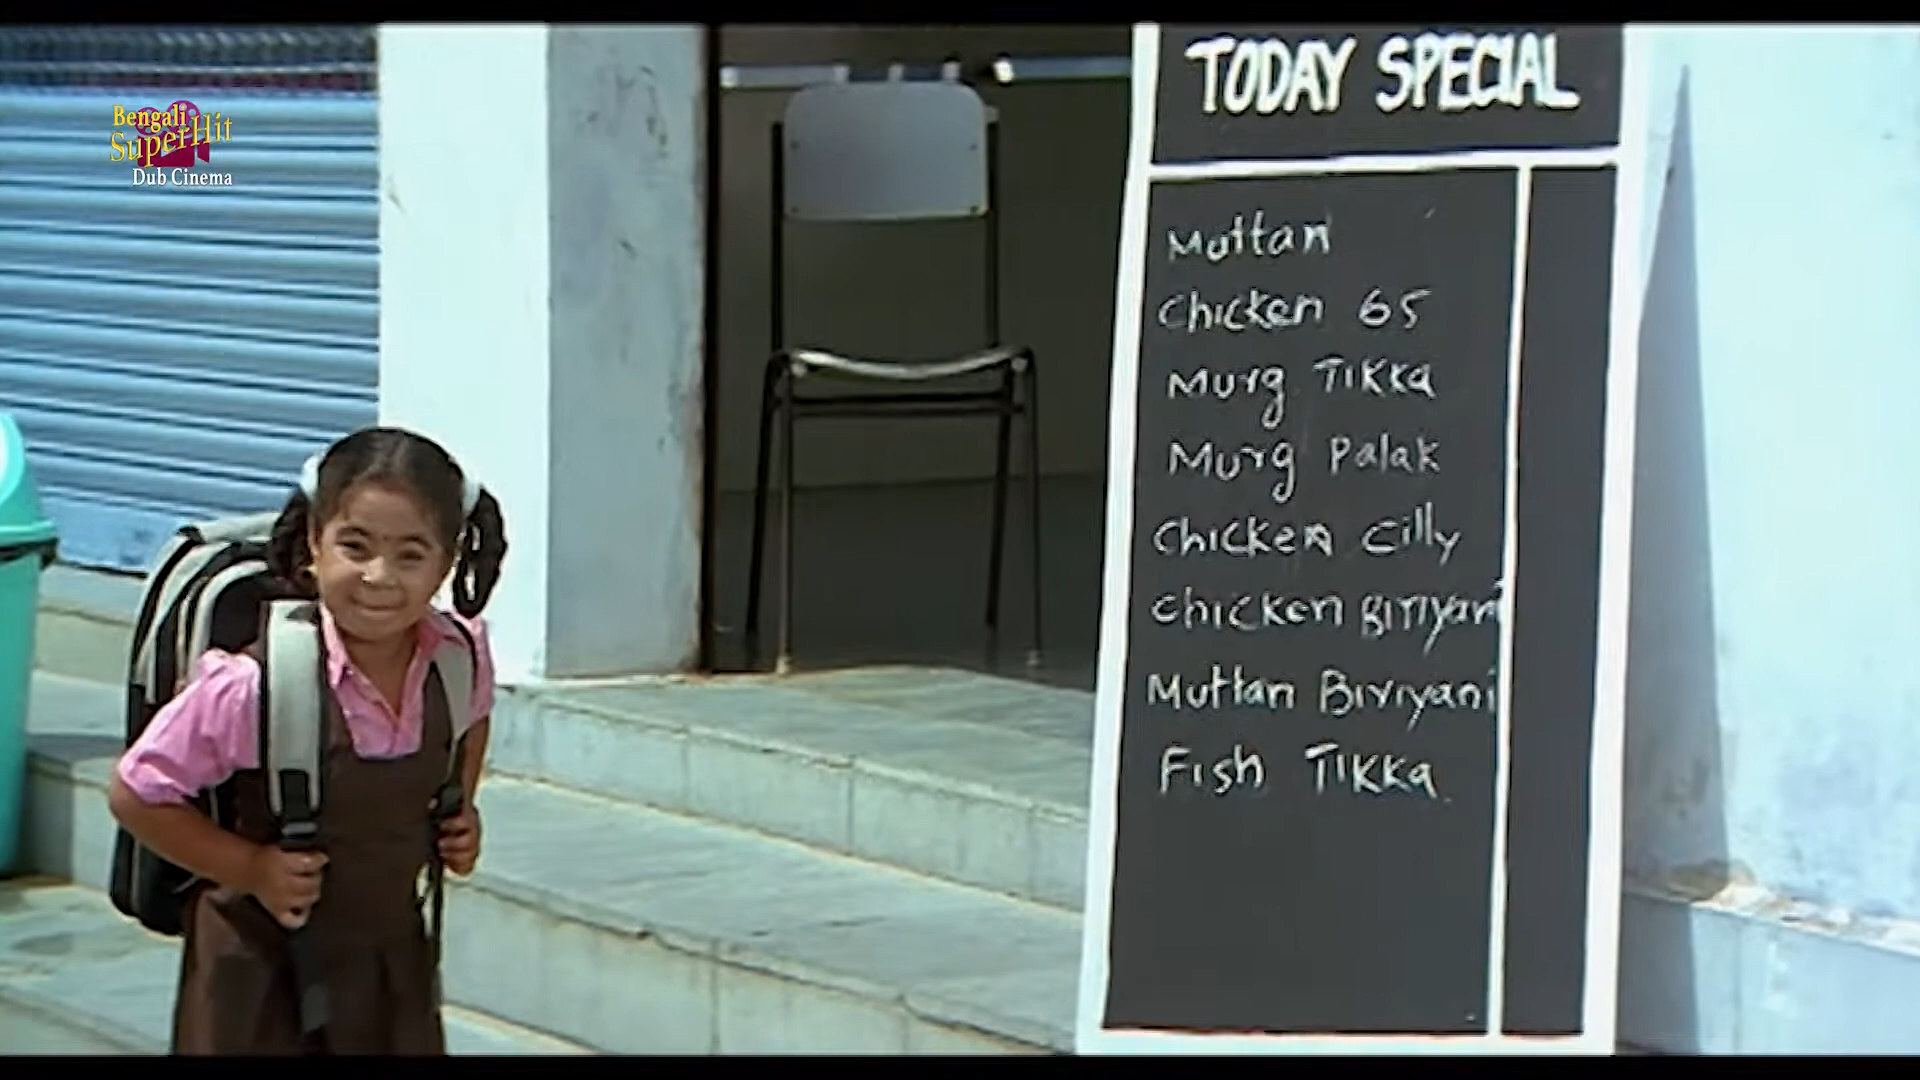 Bengali
SuperHit
Dub Cinema
TODAY SPECIAL
Muttan
Chicken 65
Murg TIKKA
Murg Palak
Chicken Cilly
Chicken Biriyani
Muttan Biriyani
Fish TIKKA